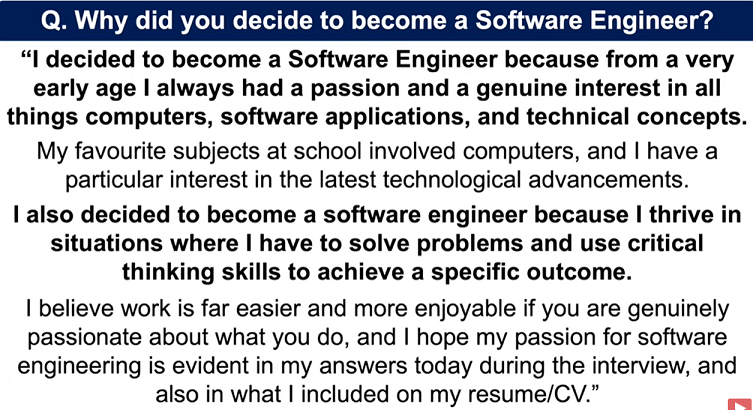 Q. Why did you decide to become a Software Engineer?
“I decided to become a Software Engineer because from a very
early age I always had a passion and a genuine interest in all
things computers, software applications, and technical concepts.
My favourite subjects at school involved computers, and I have a
particular interest in the latest technological advancements.
I also decided to become a software engineer because I thrive in
situations where I have to solve problems and use critical
thinking skills to achieve a specific outcome.
I believe work is far easier and more enjoyable if you are genuinely
passionate about what you do, and I hope my passion for software
engineering is evident in my answers today during the interview, and
also in what I included on my resume/CV.”